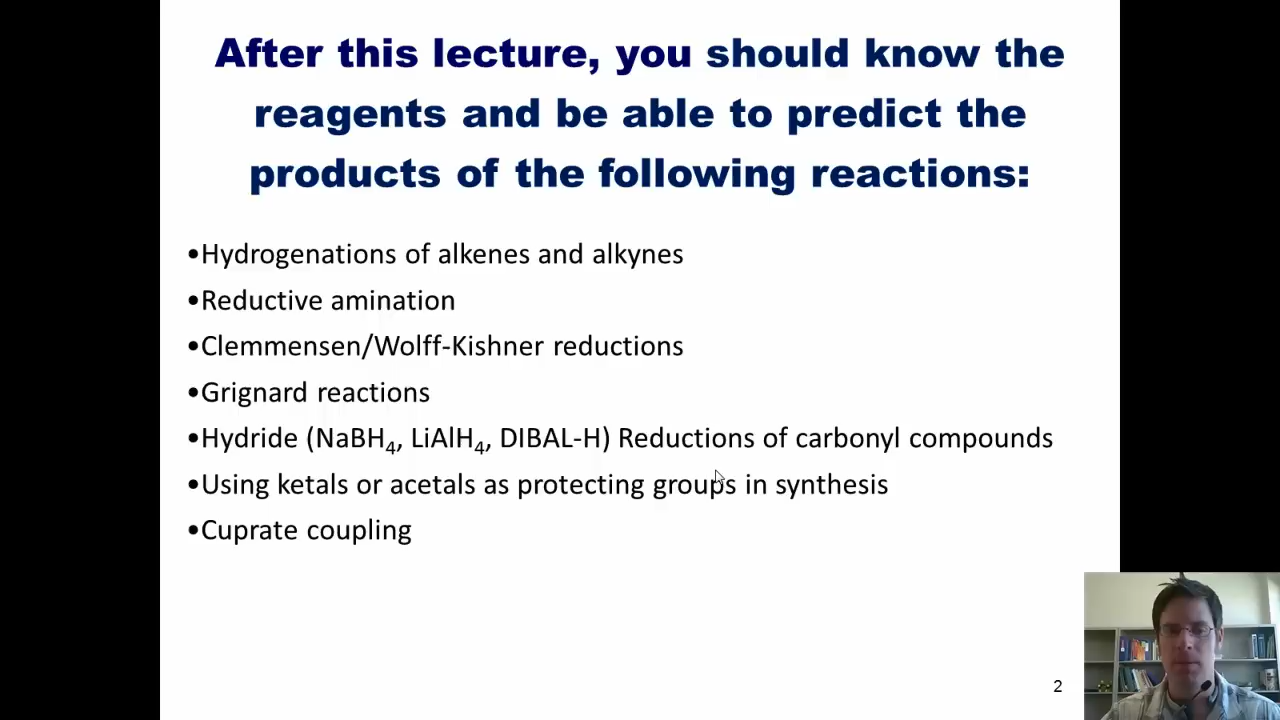 After this lecture, you should know the
reagents and be able to predict the
products of the following reactions:
•Hydrogenations of alkenes and alkynes
•Reductive amination
•Clemmensen/Wolff-Kishner reductions
•Grignard reactions
•Hydride (NaBH₄, LiAlH₄, DIBAL-H) Reductions of carbonyl compounds
•Using ketals or acetals as protecting groups in synthesis
•Cuprate coupling
2